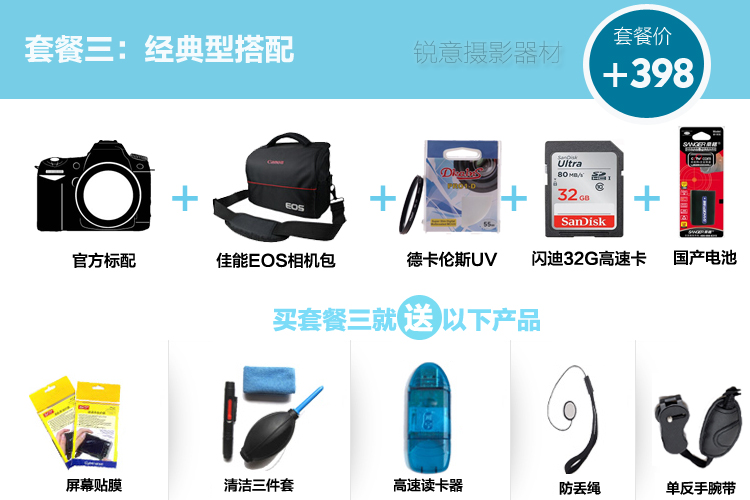 套餐三：经典型搭配
锐意摄影器材
套餐价
+398
Canon
EOS
55mm
SanDisk
Ultra
80 MB/s
32 GB
SanDisk
SANGER
官方标配
佳能EOS相机包
德卡伦斯UV
闪迪32G高速卡
国产电池
买套餐三就送以下产品
屏幕贴膜
清洁三件套
高速读卡器
防丢绳
单反手腕带